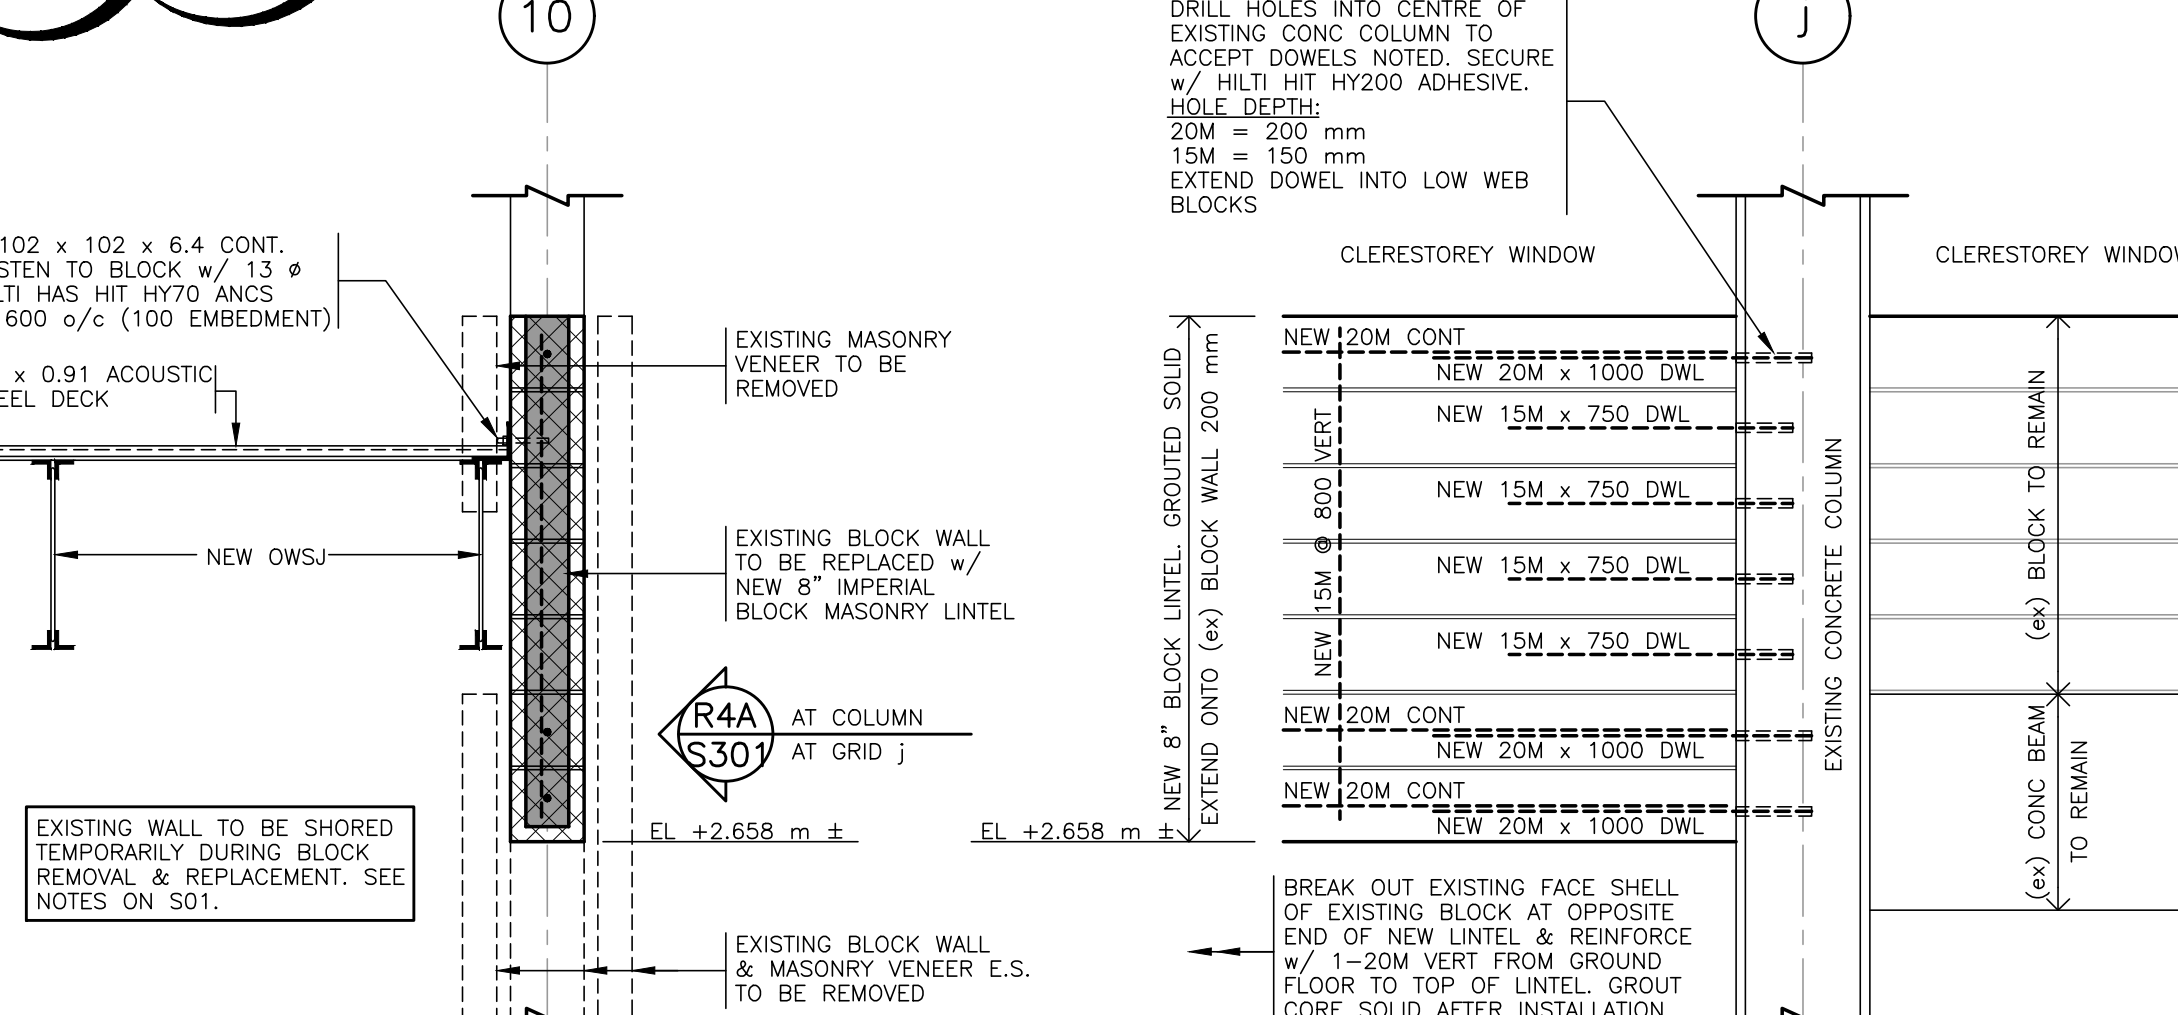 10
102 x 102 x 6.4 CONT.
TO BLOCK w/ 13 ø
HAS HIT HY70 ANCS
600 o/c (100 EMBEDMENT)
x 0.91 ACOUSTIC
DECK
NEW OWSJ
EXISTING WALL TO BE SHORED
TEMPORARILY DURING BLOCK
REMOVAL & REPLACEMENT. SEE
NOTES ON S01.
EXISTING MASONRY
VENEER TO BE
REMOVED
EXISTING BLOCK WALL
TO BE REPLACED w/
NEW 8” IMPERIAL
BLOCK MASONRY LINTEL
R4A
S301
AT COLUMN
AT GRID j
EL +2.658 m ±
EXISTING BLOCK WALL
& MASONRY VENEER E.S.
TO BE REMOVED
DRILL HOLES INTO CENTRE OF
EXISTING CONC COLUMN TO
ACCEPT DOWELS NOTED. SECURE
w/ HILTI HIT HY200 ADHESIVE.
HOLE DEPTH:
20M = 200 mm
15M = 150 mm
EXTEND DOWEL INTO LOW WEB
BLOCKS
j
CLERESTOREY WINDOW
CLERESTOREY WINDOW
NEW 8” BLOCK LINTEL. GROUTED SOLID
EXTEND ONTO (ex) BLOCK WALL 200 mm
NEW 20M CONT
NEW 20M x 1000 DWL
NEW 15M x 750 DWL
NEW 15M x 750 DWL
NEW 15M x 750 DWL
NEW 15M x 750 DWL
NEW 15M @ 800 VERT
NEW 20M CONT
NEW 20M x 1000 DWL
NEW 20M CONT
NEW 20M x 1000 DWL
EXISTING CONCRETE COLUMN
(ex) BLOCK TO REMAIN
(ex) CONC BEAM
TO REMAIN
EL +2.658 m ±
BREAK OUT EXISTING FACE SHELL
OF EXISTING BLOCK AT OPPOSITE
END OF NEW LINTEL & REINFORCE
w/ 1-20M VERT FROM GROUND
FLOOR TO TOP OF LINTEL. GROUT
CORE SOLID AFTER INSTALLATION